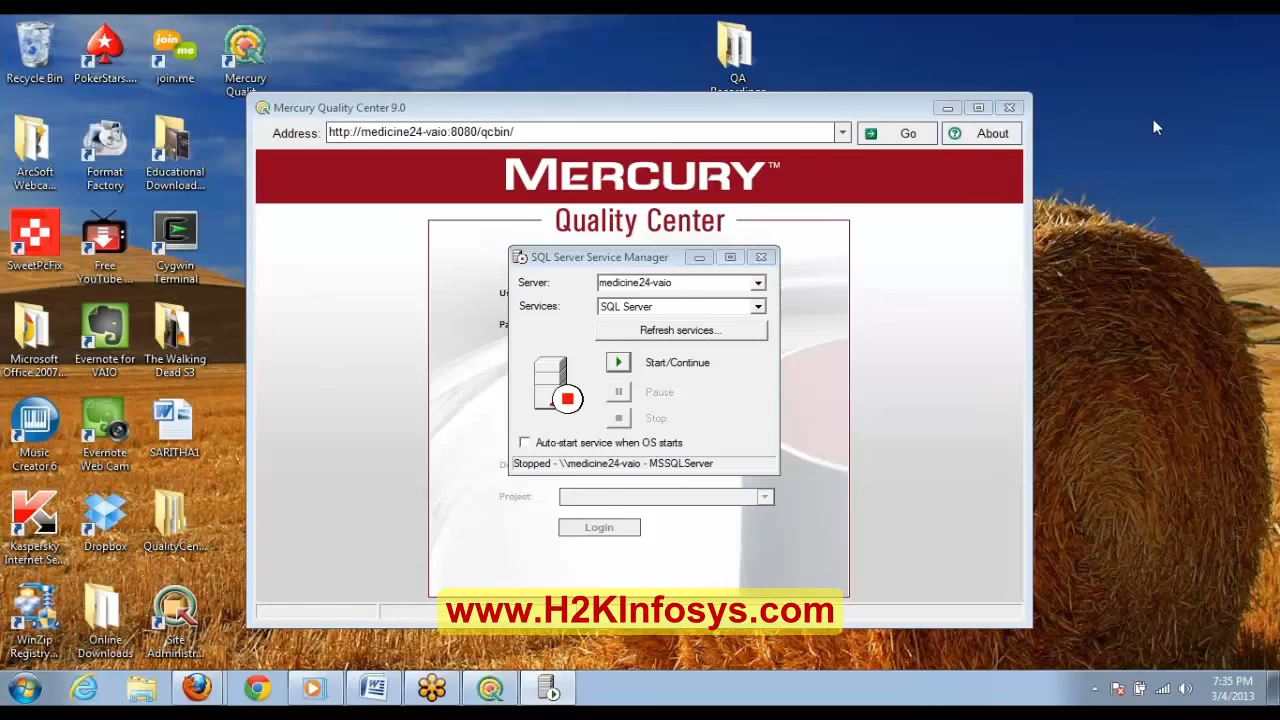 Recycle Bin
PokerStars....
join.me
Mercury
Qualit...
QA
Recordings
ArcSoft
Webca...
Format
Factory
Educational
Download...
SweetPcFix
Free
YouTube ...
Cygwin
Terminal
Microsoft
Office 2007...
Evernote for
VAIO
The Walking
Dead S3
Music
Creator 6
Evernote
Web Cam
SARITHA1
Kaspersky
Internet Se...
Dropbox
QualityCen...
WinZip
Registry...
Online
Downloads
Site
Administr...
Mercury Quality Center 9.0
Address:
http://medicine24-vaio:8080/qcbin/
Go
About
MERCURY™
Quality Center
SQL Server Service Manager
Server:
medicine24-vaio
Services:
SQL Server
Refresh services...
Start/Continue
Pause
Stop
Auto-start service when OS starts
Stopped - \\medicine24-vaio - MSSQLServer
Project:
Login
www.H2KInfosys.com
join
me
7:35 PM
3/4/2013